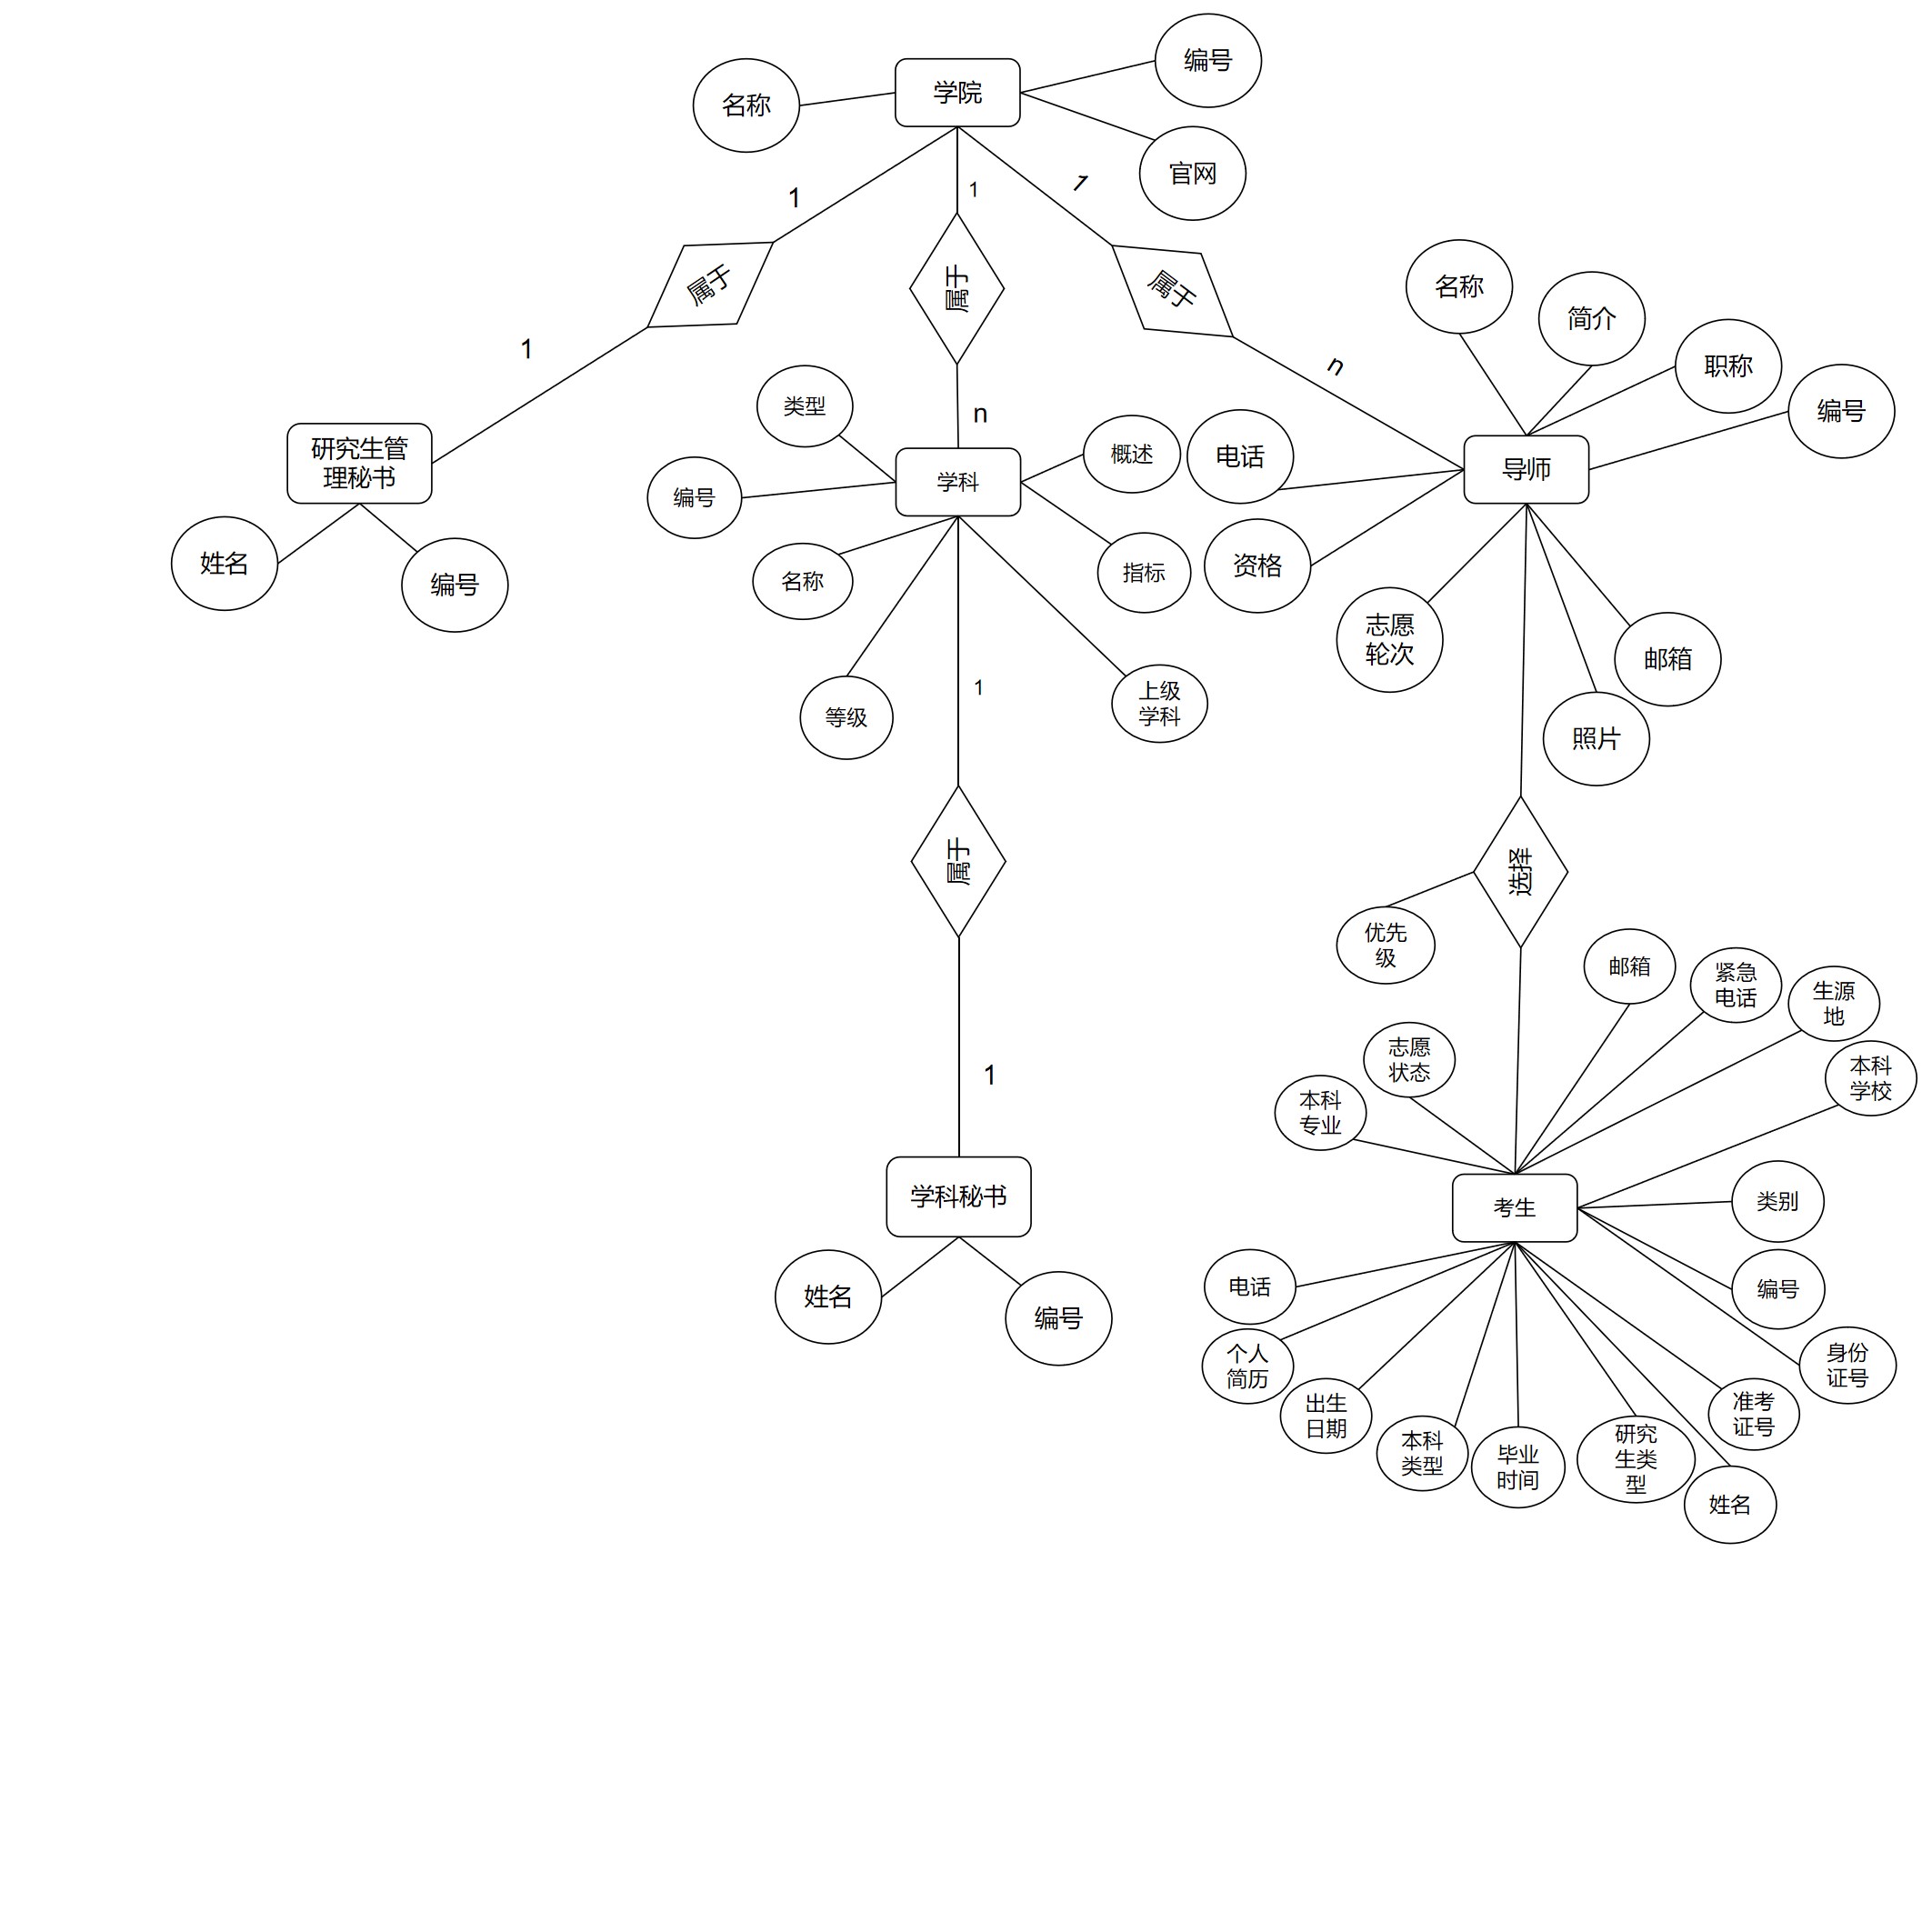 编号
学院
名称
官网
1
1
1
属于
属于
属于
名称
简介
职称
编号
1
n
n
类型
概述
电话
导师
研究生管
理秘书
学科
编号
指标
资格
名称
姓名
编号
志愿
轮次
邮箱
等级
1
上级
学科
照片
属于
选择
优先
级
邮箱
紧急
电话
生源
地
志愿
状态
本科
学校
1
本科
专业
学科秘书
考生
类别
姓名
编号
电话
编号
个人
简历
身份
证号
出生
日期
准考
证号
本科
类型
毕业
时间
研究
生类
型
姓名